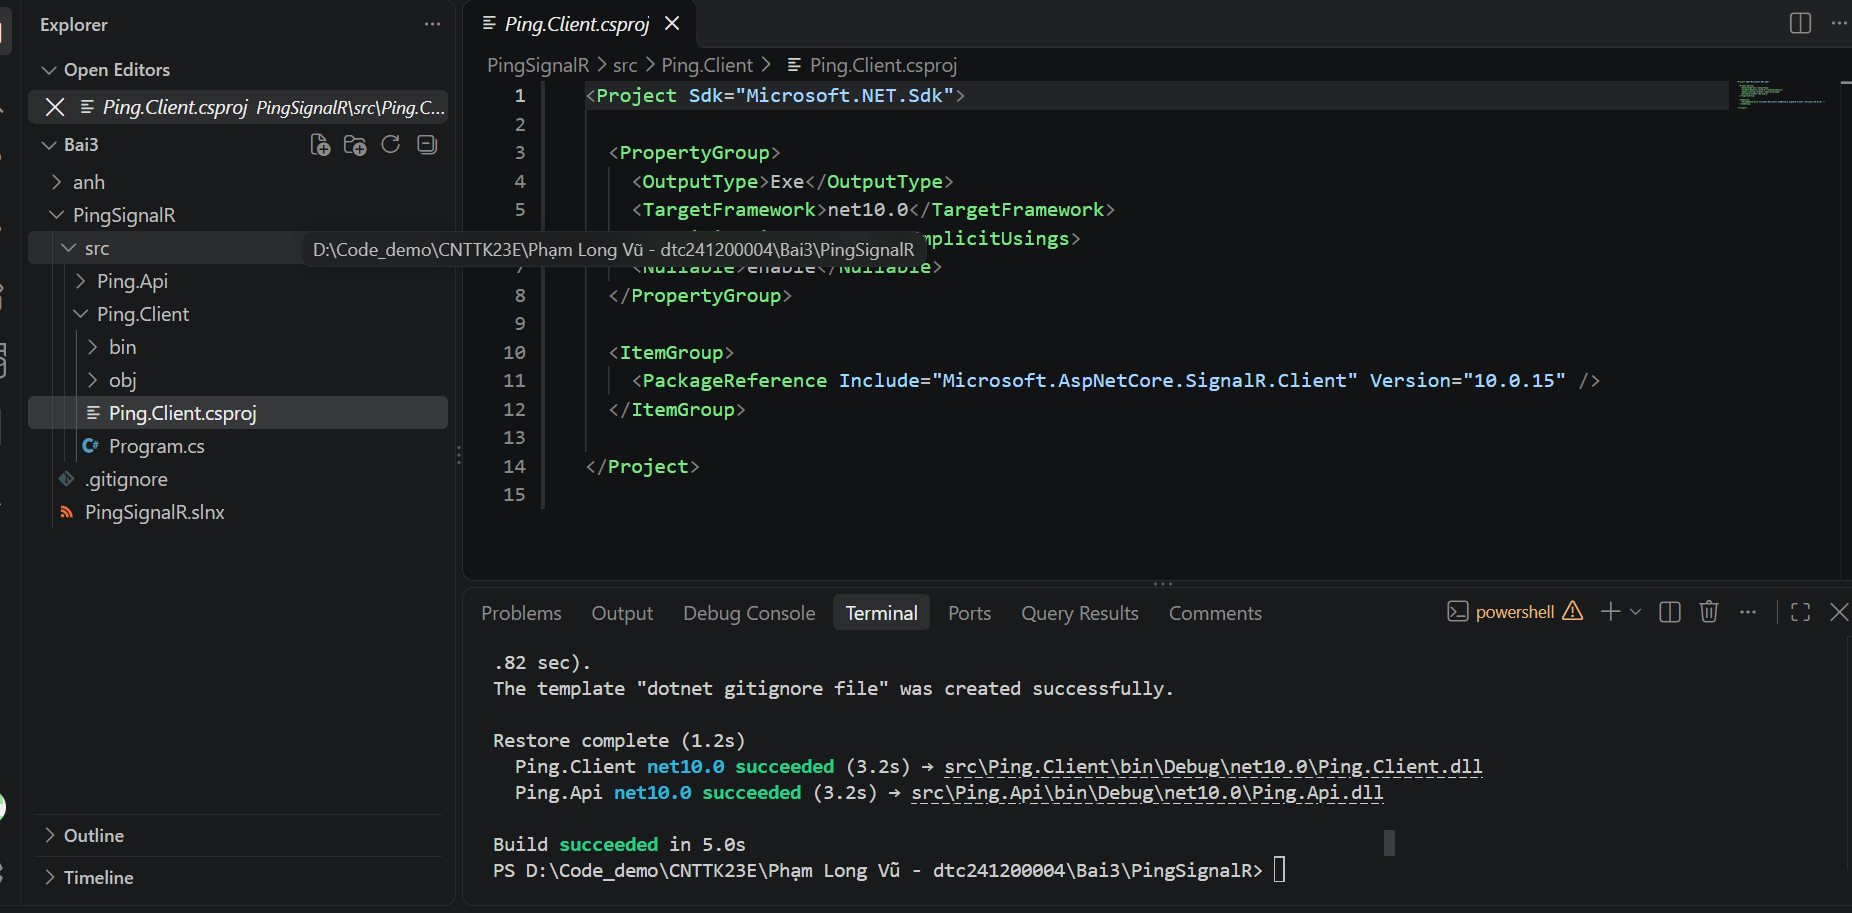 Explorer
Open Editors
Ping.Client.csproj PingSignalR\src\Ping.C...
Bai3
anh
PingSignalR
src
Ping.Api
Ping.Client
bin
obj
Ping.Client.csproj
Program.cs
.gitignore
PingSignalR.slnx
Outline
Timeline
Ping.Client.csproj
PingSignalR > src > Ping.Client > Ping.Client.csproj
1 <Project Sdk="Microsoft.NET.Sdk">
2
3 <PropertyGroup>
4 <OutputType>Exe</OutputType>
5 <TargetFramework>net10.0</TargetFramework>
mplicitUsings>
D:\Code_demo\CNTTK23E\Phạm Long Vũ - dtc241200004\Bai3\PingSignalR
7 <Nullable>enable</Nullable>
8 </PropertyGroup>
9
10 <ItemGroup>
11 <PackageReference Include="Microsoft.AspNetCore.SignalR.Client" Version="10.0.15" />
12 </ItemGroup>
13
14 </Project>
15
Problems Output Debug Console Terminal Ports Query Results Comments powershell
.82 sec).
The template "dotnet gitignore file" was created successfully.
Restore complete (1.2s)
Ping.Client net10.0 succeeded (3.2s) → src\Ping.Client\bin\Debug\net10.0\Ping.Client.dll
Ping.Api net10.0 succeeded (3.2s) → src\Ping.Api\bin\Debug\net10.0\Ping.Api.dll
Build succeeded in 5.0s
PS D:\Code_demo\CNTTK23E\Phạm Long Vũ - dtc241200004\Bai3\PingSignalR>